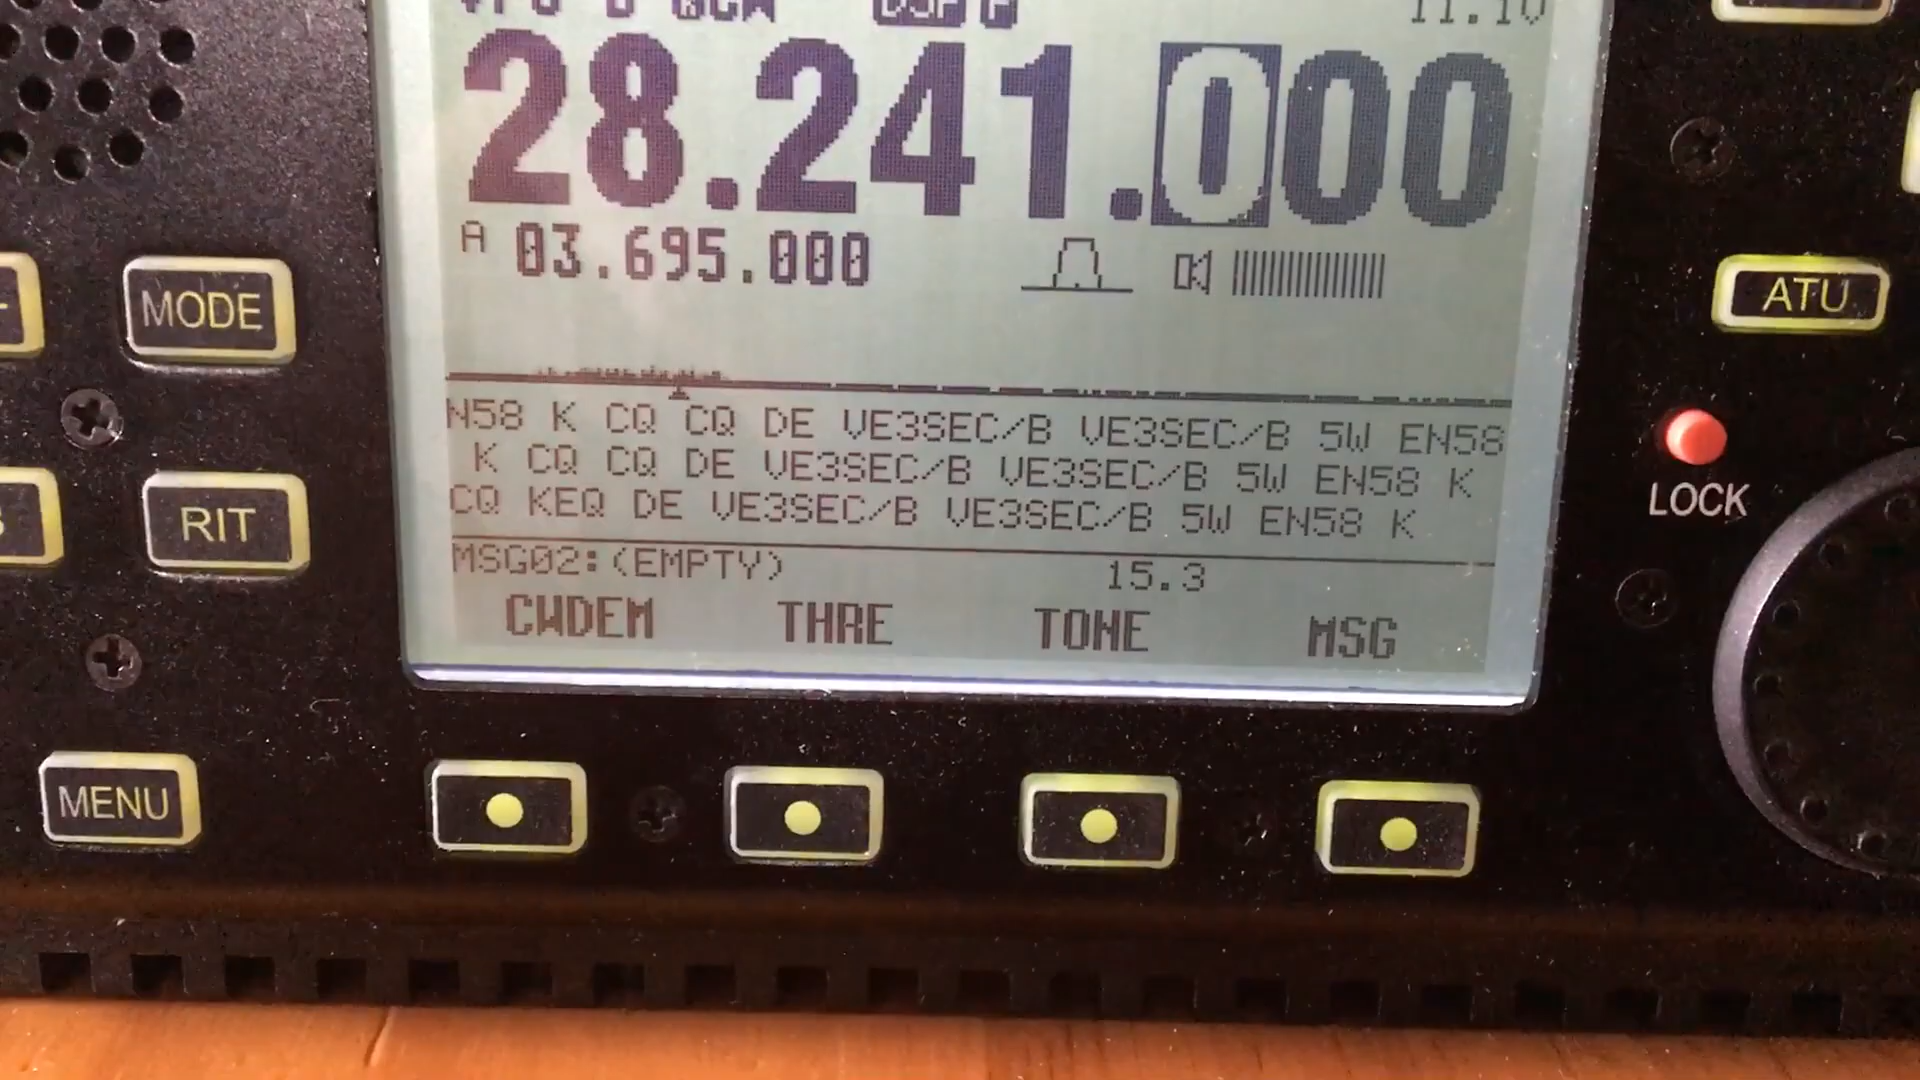 11.10
28.241.000
A 03.695.000
MODE
ATU
N58 K CQ CQ DE VE3SEC/B VE3SEC/B 5W EN58
K CQ CQ DE VE3SEC/B VE3SEC/B 5W EN58 K
CQ KEQ DE VE3SEC/B VE3SEC/B 5W EN58 K
LOCK
RIT
MSG02:(EMPTY) 15.3
CWDEM THRE TONE MSG
MENU